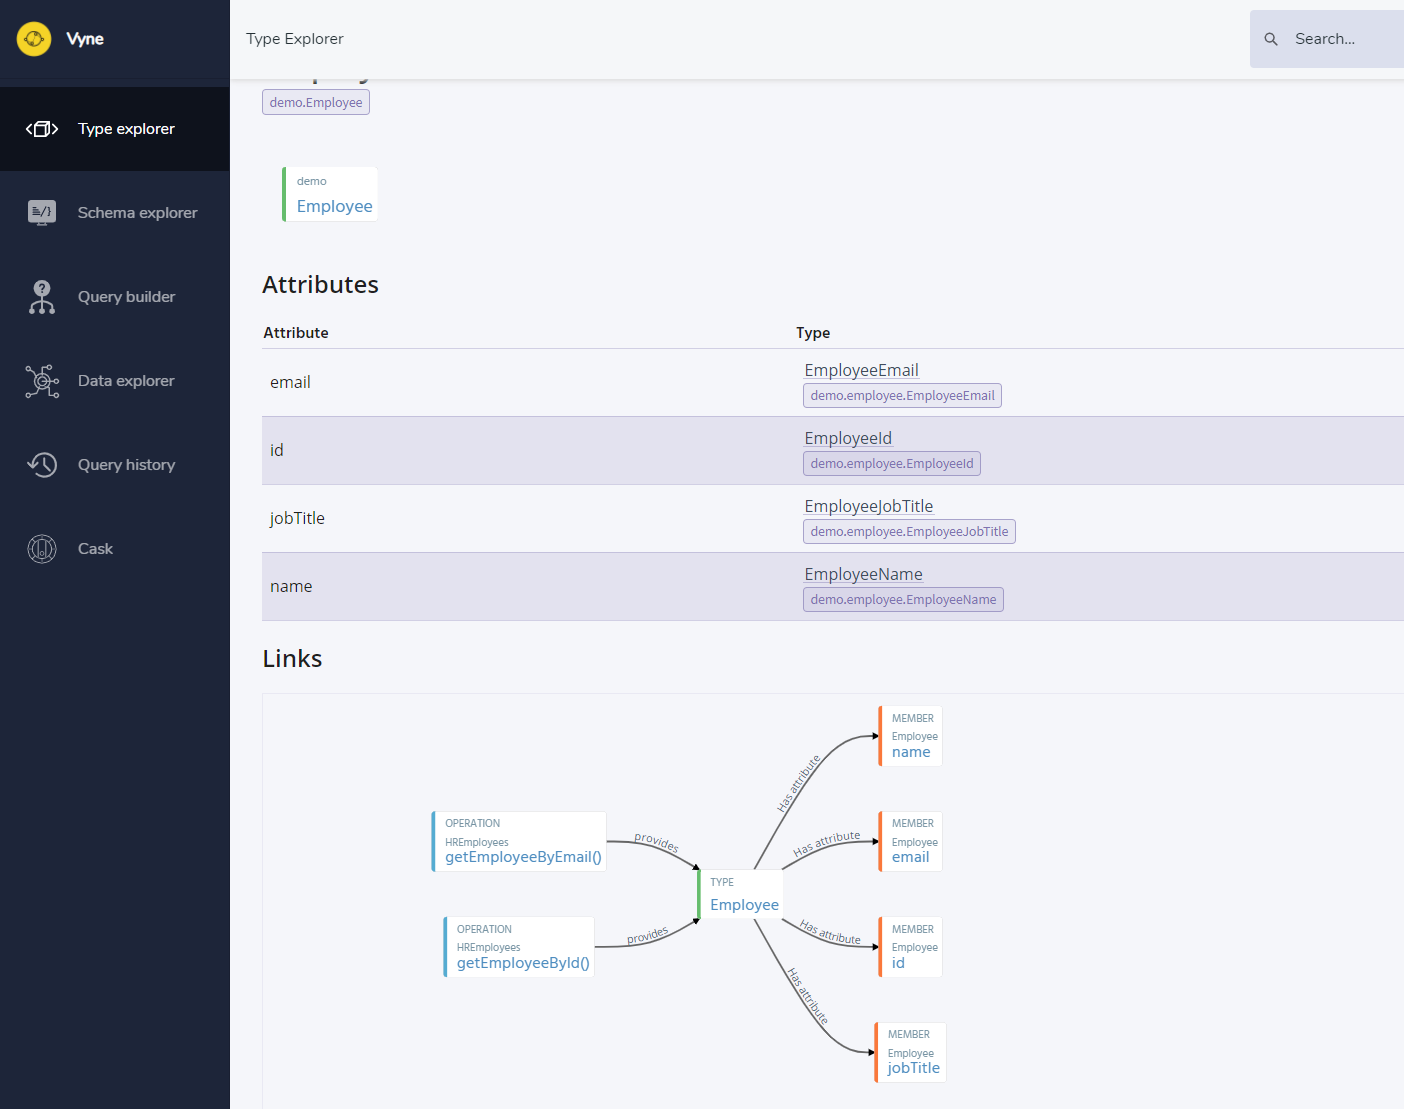 Vyne
Type Explorer
Search...
Type explorer
Schema explorer
Query builder
Data explorer
Query history
Cask
demo.Employee
demo
Employee
Attributes
Attribute Type
email EmployeeEmail
demo.employee.EmployeeEmail
id EmployeeId
demo.employee.EmployeeId
jobTitle EmployeeJobTitle
demo.employee.EmployeeJobTitle
name EmployeeName
demo.employee.EmployeeName
Links
OPERATION
HREmployees
getEmployeeByEmail()
provides
OPERATION
HREmployees
getEmployeeById()
provides
TYPE
Employee
Has attribute
MEMBER
Employee
name
Has attribute
MEMBER
Employee
email
Has attribute
MEMBER
Employee
id
Has attribute
MEMBER
Employee
jobTitle